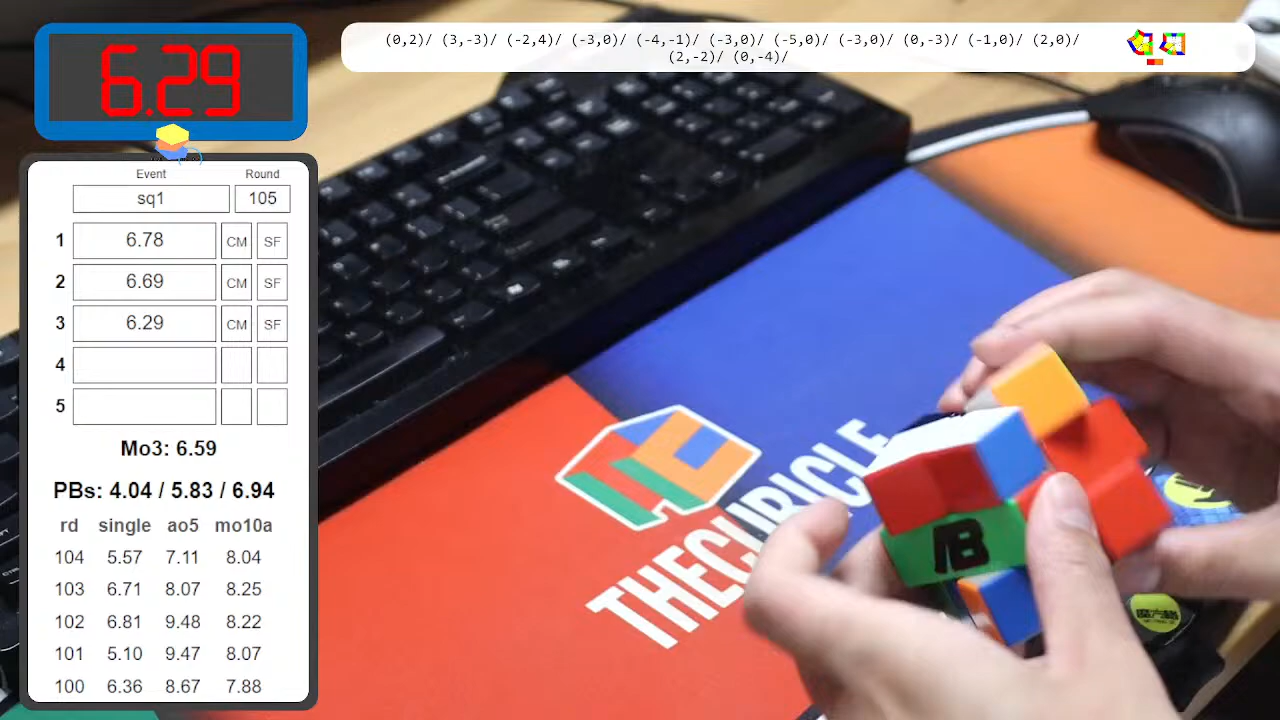 6.29
(0,2)/ (3,-3)/ (-2,4)/ (-3,0)/ (-4,-1)/ (-3,0)/ (-5,0)/ (-3,0)/ (0,-3)/ (-1,0)/ (2,0)/
(2,-2)/ (0,-4)/
Event Round
sq1 105
1 6.78 CM SF
2 6.69 CM SF
3 6.29 CM SF
4
5
Mo3: 6.59
PBs: 4.04 / 5.83 / 6.94
rd single ao5 mo10a
104 5.57 7.11 8.04
103 6.71 8.07 8.25
102 6.81 9.48 8.22
101 5.10 9.47 8.07
100 6.36 8.67 7.88
THECUBICLE